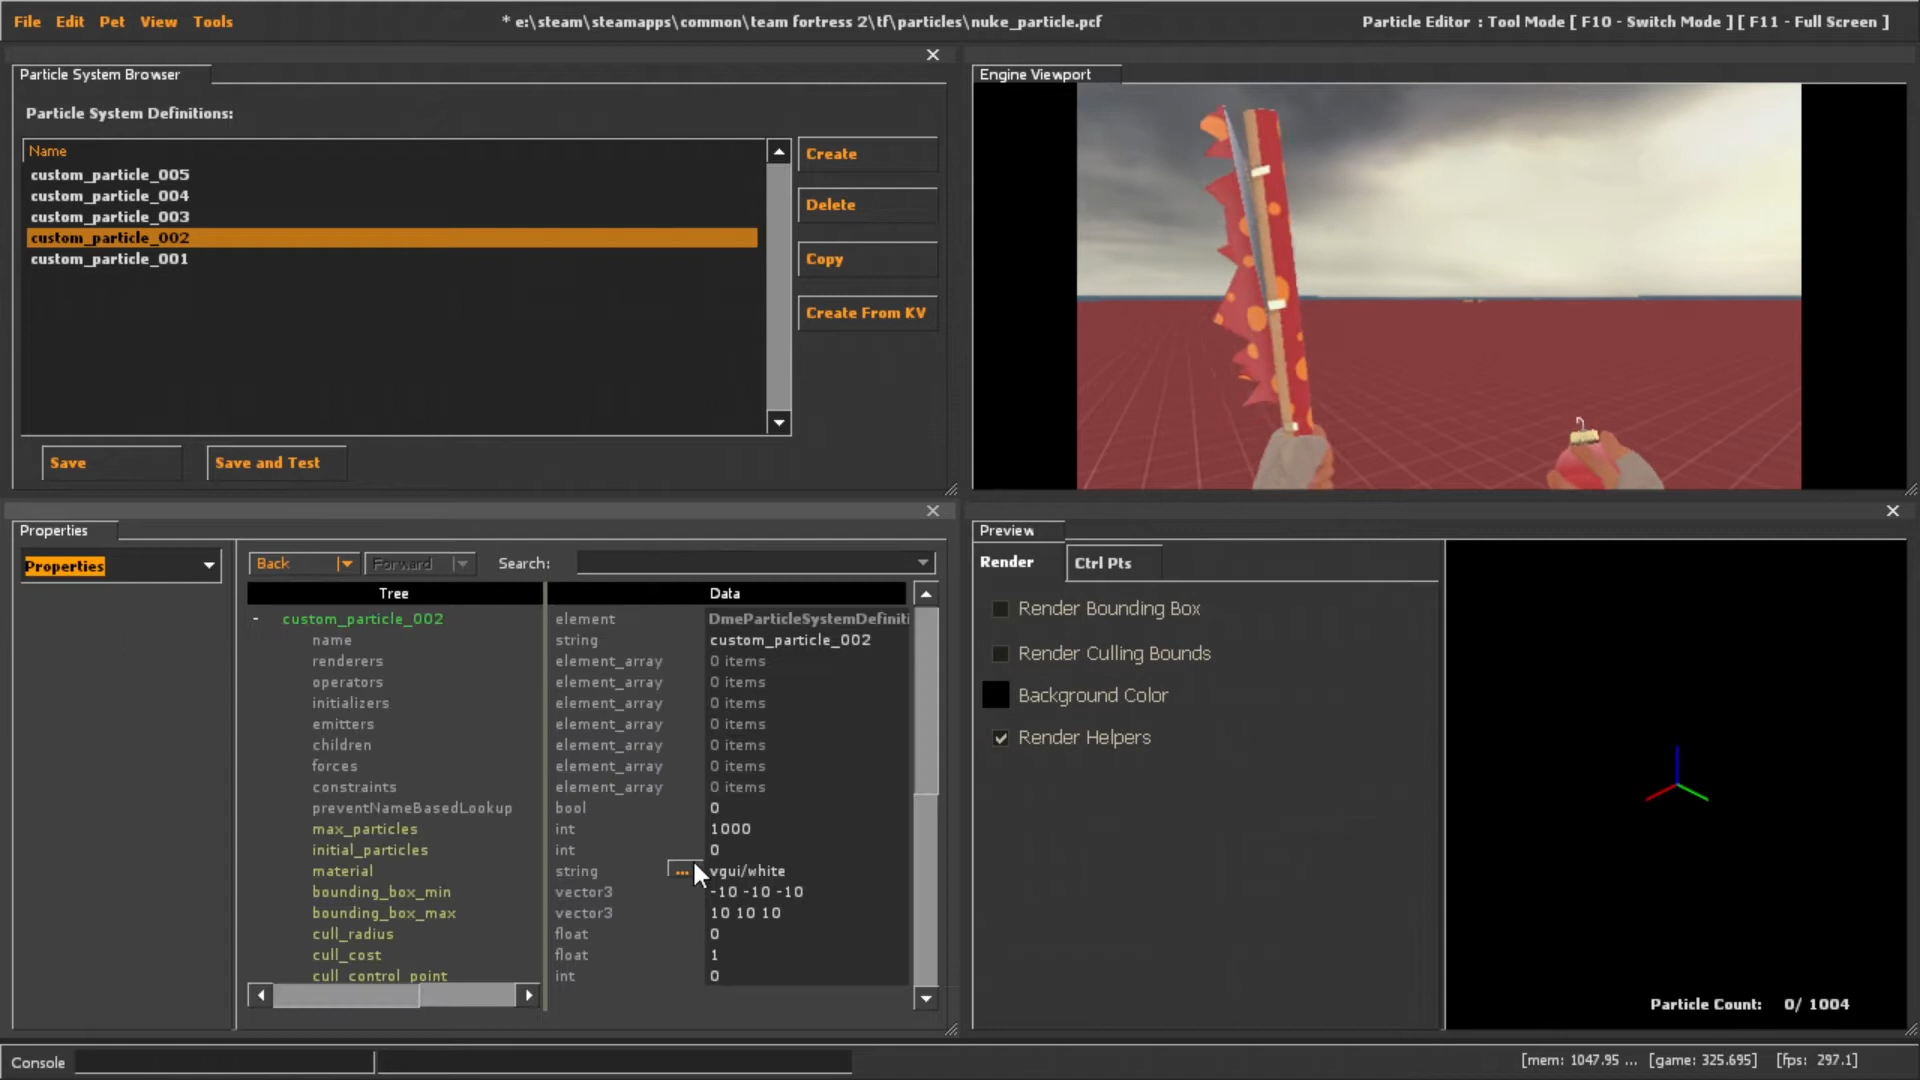 File Edit Pet View Tools
* e:\steam\steamapps\common\team fortress 2\tf\particles\nuke_particle.pcf
Particle Editor : Tool Mode [ F10 - Switch Mode ] [ F11 - Full Screen ]
Particle System Browser
Particle System Definitions:
Name
custom_particle_005
custom_particle_004
custom_particle_003
custom_particle_002
custom_particle_001
Create
Delete
Copy
Create From KV
Save
Save and Test
Engine Viewport
Properties
Properties
Back
Forward
Search:
Tree Data
custom_particle_002 element DmeParticleSystemDefiniti
name string custom_particle_002
renderers element_array 0 items
operators element_array 0 items
initializers element_array 0 items
emitters element_array 0 items
children element_array 0 items
forces element_array 0 items
constraints element_array 0 items
preventNameBasedLookup bool 0
max_particles int 1000
initial_particles int 0
material string ... vgui/white
bounding_box_min vector3 -10 -10 -10
bounding_box_max vector3 10 10 10
cull_radius float 0
cull_cost float 1
cull_control_point int 0
Preview
Render
Ctrl Pts
Render Bounding Box
Render Culling Bounds
Background Color
Render Helpers
Particle Count: 0/ 1004
Console
[mem: 1047.95 ... [game: 325.695] [fps: 297.1]